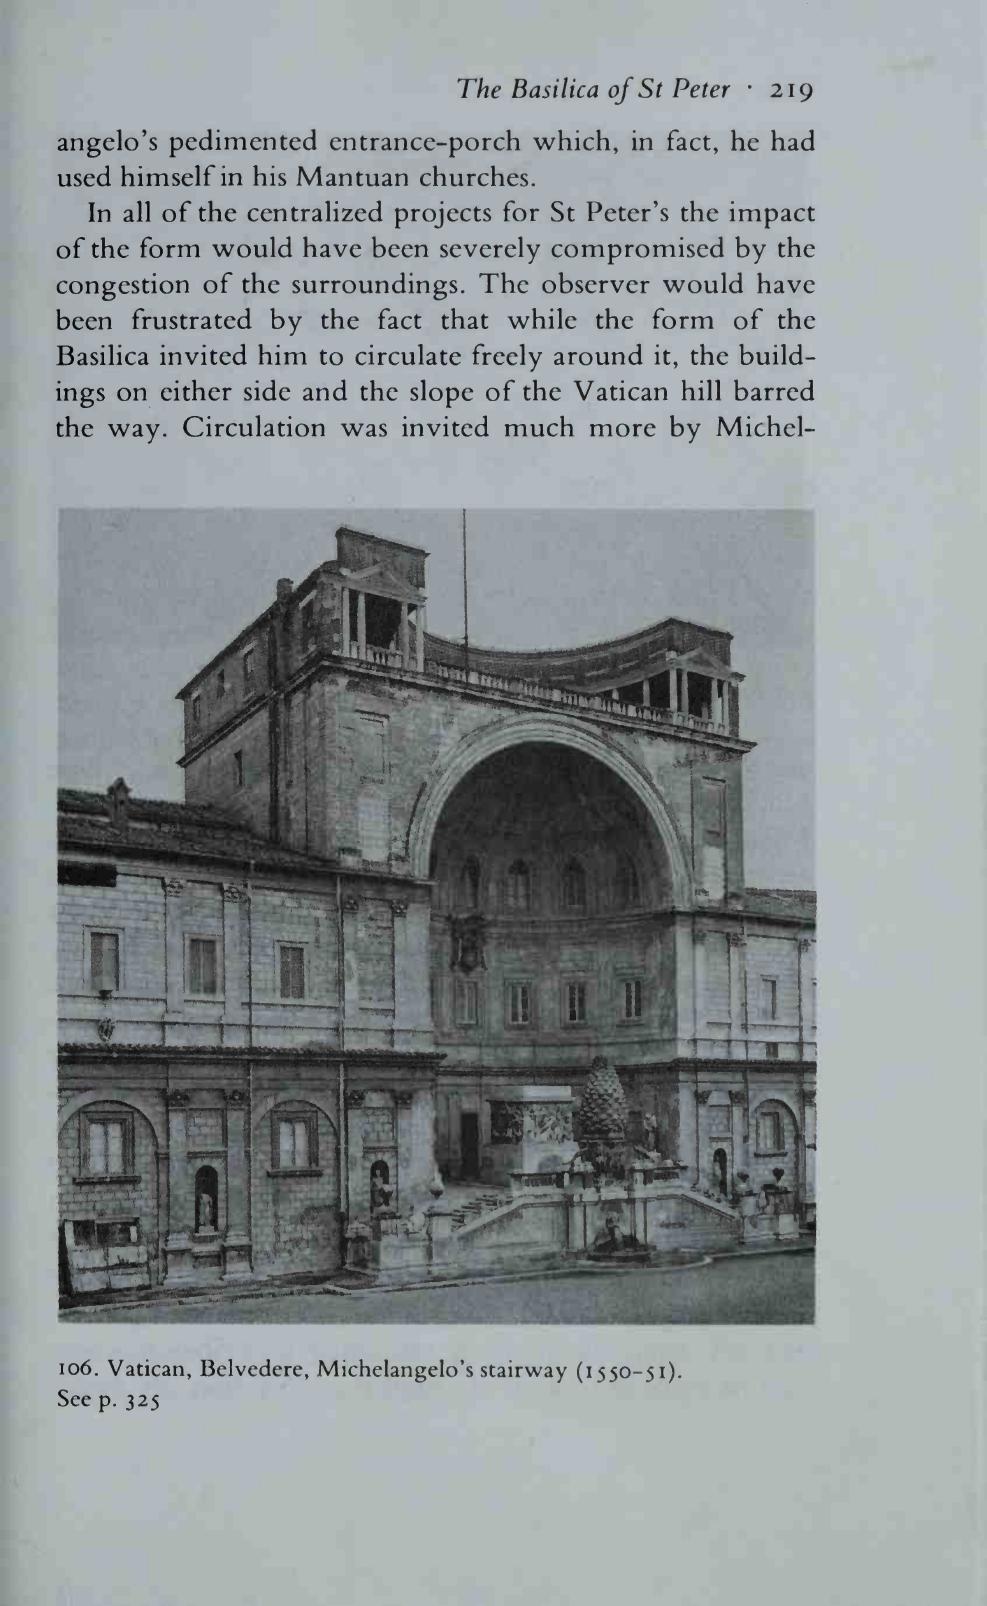 The Basilica of St Peter · 219
angelo's pedimented entrance-porch which, in fact, he had
used himself in his Mantuan churches.
In all of the centralized projects for St Peter's the impact
of the form would have been severely compromised by the
congestion of the surroundings. The observer would have
been frustrated by the fact that while the form of the
Basilica invited him to circulate freely around it, the build-
ings on either side and the slope of the Vatican hill barred
the way. Circulation was invited much more by Michel-
106. Vatican, Belvedere, Michelangelo's stairway (1550-51).
See p. 325